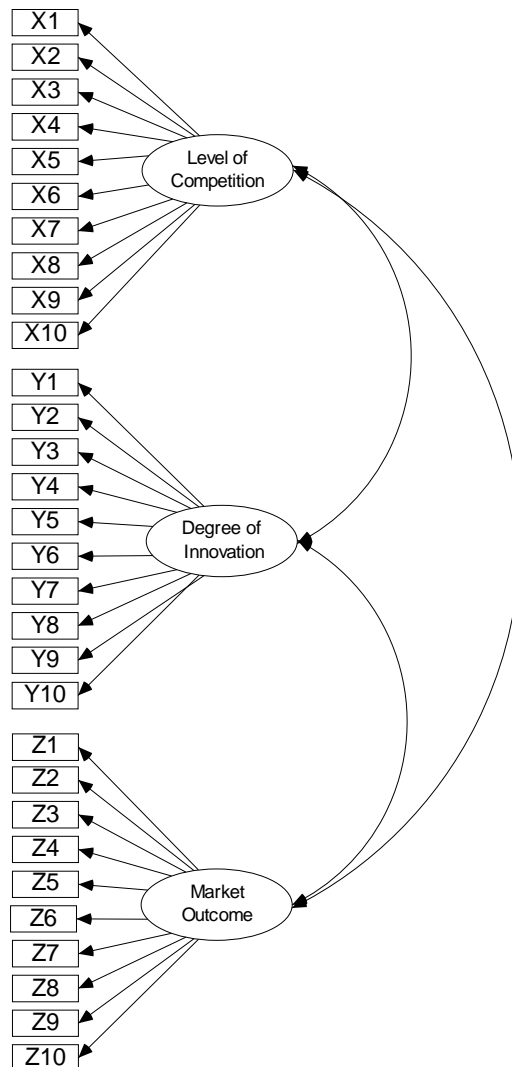 X1
X2
X3
X4
X5
X6
X7
X8
X9
X10
Level of
Competition
Y1
Y2
Y3
Y4
Y5
Y6
Y7
Y8
Y9
Y10
Degree of
Innovation
Z1
Z2
Z3
Z4
Z5
Z6
Z7
Z8
Z9
Z10
Market
Outcome